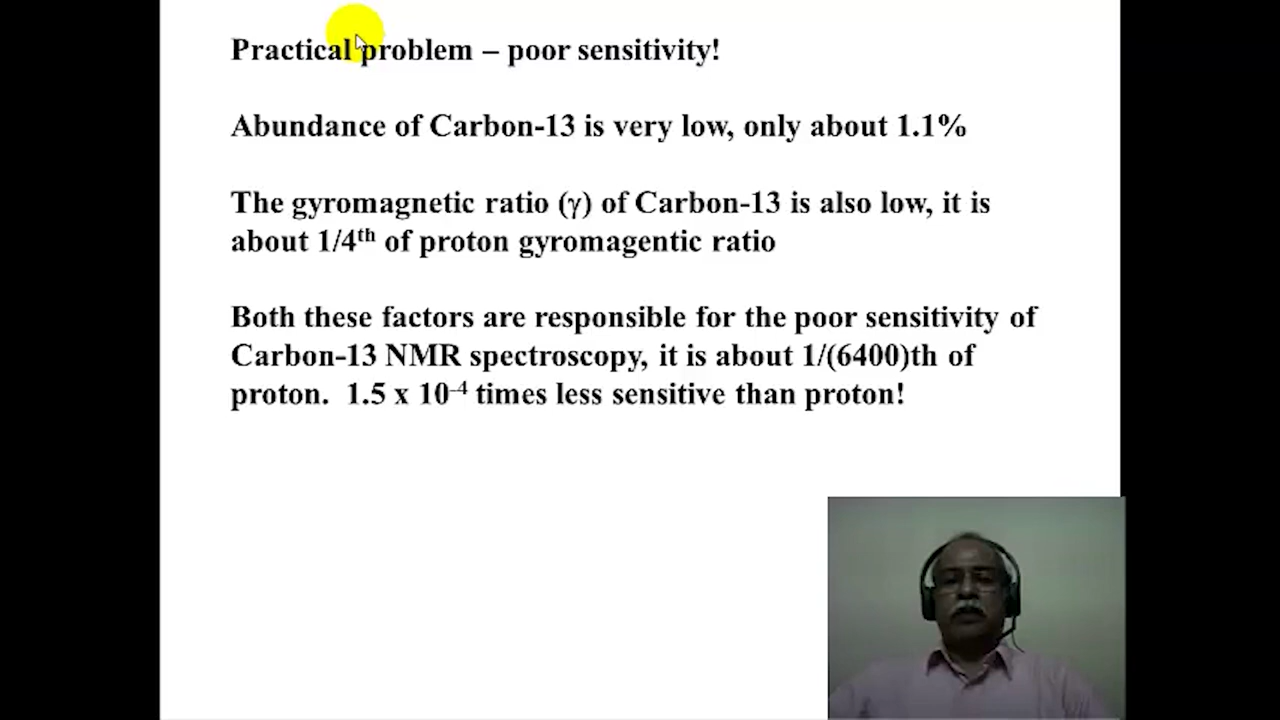 Practical problem – poor sensitivity!
Abundance of Carbon-13 is very low, only about 1.1%
The gyromagnetic ratio (γ) of Carbon-13 is also low, it is
about 1/4th of proton gyromagentic ratio
Both these factors are responsible for the poor sensitivity of
Carbon-13 NMR spectroscopy, it is about 1/(6400)th of
proton. 1.5 x 10⁻⁴ times less sensitive than proton!